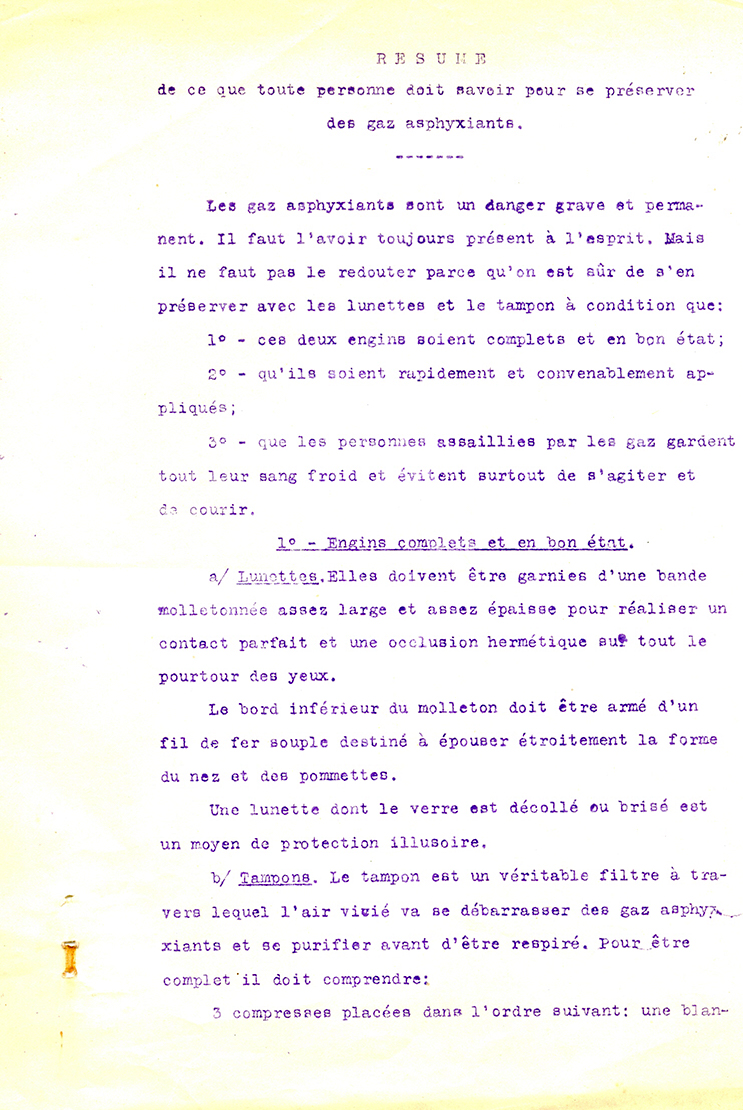 RESUME
de ce que toute personne doit savoir pour se préserver
des gaz asphyxiants.
-------
Les gaz asphyxiants sont un danger grave et perma-
nent. Il faut l'avoir toujours présent à l'esprit. Mais
il ne faut pas le redouter parce qu'on est sûr de s'en
préserver avec les lunettes et le tampon à condition que:
1° - ces deux engins soient complets et en bon état;
2° - qu'ils soient rapidement et convenablement ap-
pliqués;
3° - que les personnes assaillies par les gaz gardent
tout leur sang froid et évitent surtout de s'agiter et
de courir.
1° - Engins complets et en bon état.
a/ Lunettes.Elles doivent être garnies d'une bande
molletonnée assez large et assez épaisse pour réaliser un
contact parfait et une occlusion hermétique sur tout le
pourtour des yeux.
Le bord inférieur du molleton doit être armé d'un
fil de fer souple destiné à épouser étroitement la forme
du nez et des pommettes.
Une lunette dont le verre est décollé ou brisé est
un moyen de protection illusoire.
b/ Tampons. Le tampon est un véritable filtre à tra-
vers lequel l'air vicié va se débarrasser des gaz asphyx-
xiants et se purifier avant d'être respiré. Pour être
complet il doit comprendre:
3 compresses placées dans l'ordre suivant: une blan-